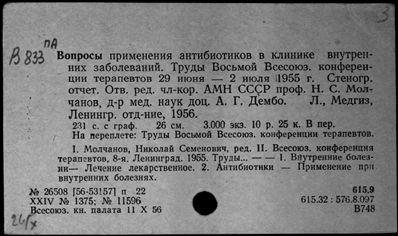 3
ПА
В 833
Вопросы применения антибиотиков в клинике внутрен-
них заболеваний. Труды Восьмой Всесоюз. конферен-
ции терапевтов 29 июня — 2 июля 1955 г. Стеногр.
отчет. Отв. ред. чл-кор. АМН СССР проф. Н. С. Мол-
чанов, д-р мед. наук доц. А. Г. Дембо. Л., Медгиз,
Ленингр. отд-ние, 1956.
231 с. с граф. 26 см. 3.000 экз. 10 р. 25 к. В пер.
На переплете: Труды Восьмой Всесоюз. конференции терапевтов.
I. Молчанов, Николай Семенович, ред. II. Всесоюз. конференция
терапевтов, 8-я. Ленинград. 1955. Труды... — — 1. Внутренние болез-
ни— Лечение лекарственное. 2. Антибиотики — Применение при
внутренних болезнях.
№ 26508 [56-53157] п 22 615.9
XXIV № 1375; № 11596 615.32 : 576.8.097
Всесоюз. кн. палата 11 X 56 В748